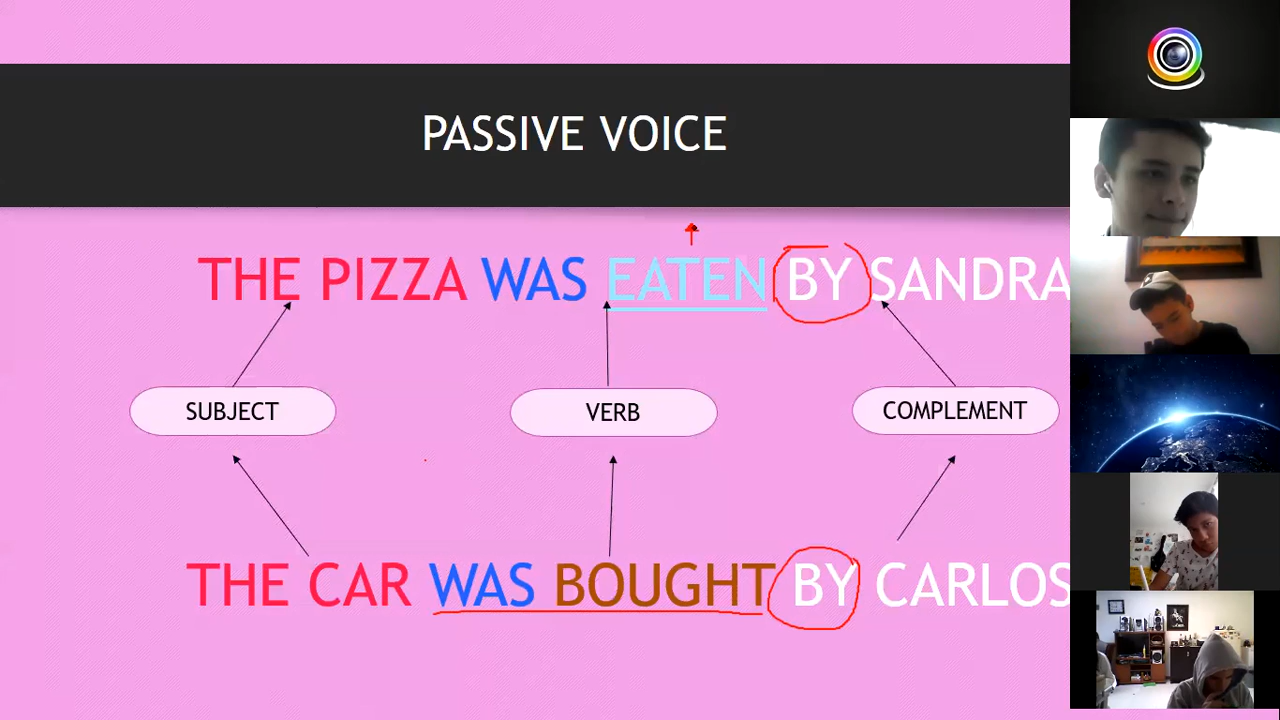 PASSIVE VOICE
THE PIZZA WAS EATEN BY SANDRA
SUBJECT VERB COMPLEMENT
THE CAR WAS BOUGHT BY CARLOS